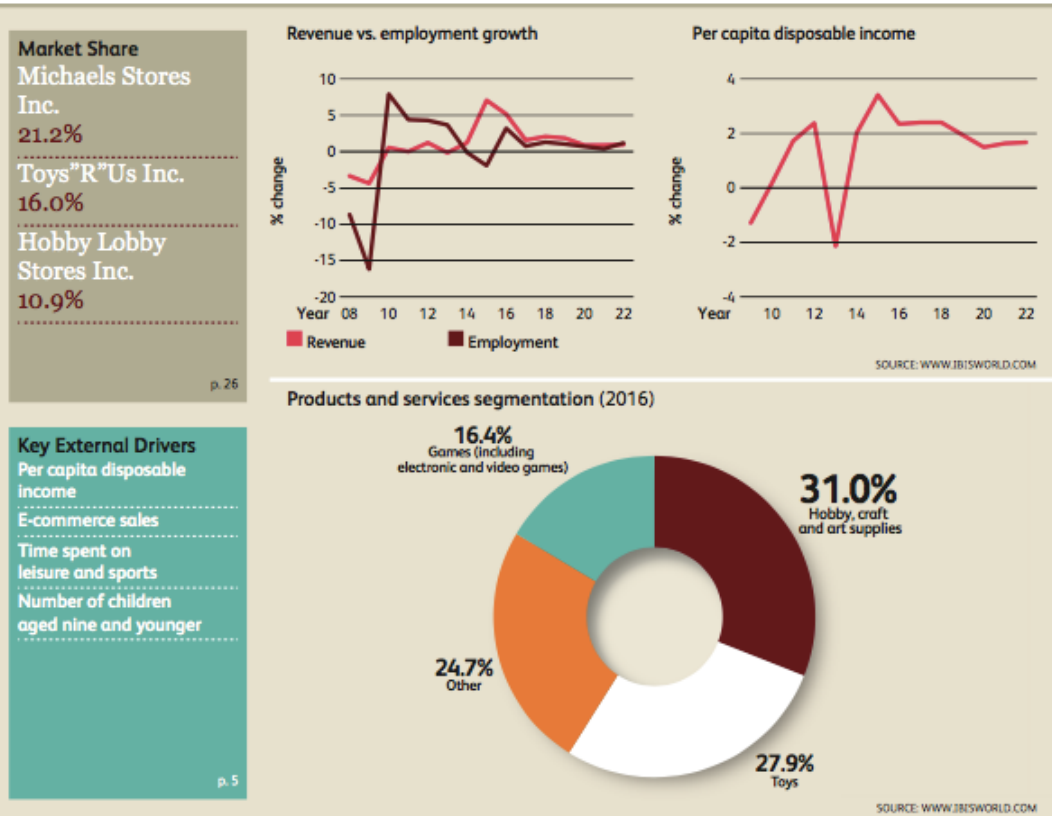 Market Share
Michaels Stores
Inc.
21.2%
Toys”R”Us Inc.
16.0%
Hobby Lobby
Stores Inc.
10.9%
p. 26
Key External Drivers
Per capita disposable
income
E-commerce sales
Time spent on
leisure and sports
Number of children
aged nine and younger
p. 5
Revenue vs. employment growth
% change
10
5
0
-5
-10
-15
-20
Year 08 10 12 14 16 18 20 22
Revenue Employment
Per capita disposable income
% change
4
2
0
-2
-4
Year 10 12 14 16 18 20 22
SOURCE: WWW.IBISWORLD.COM
Products and services segmentation (2016)
16.4%
Games (including
electronic and video games)
31.0%
Hobby, craft
and art supplies
24.7%
Other
27.9%
Toys
SOURCE: WWW.IBISWORLD.COM